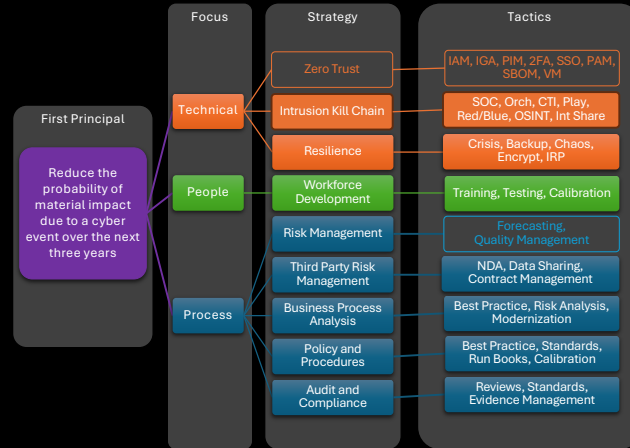 Focus
Strategy
Tactics
First Principal
Reduce the
probability of
material impact
due to a cyber
event over the next
three years
Technical
People
Process
Zero Trust
Intrusion Kill Chain
Resilience
Workforce
Development
Risk Management
Third Party Risk
Management
Business Process
Analysis
Policy and
Procedures
Audit and
Compliance
IAM, IGA, PIM, 2FA, SSO, PAM,
SBOM, VM
SOC, Orch, CTI, Play,
Red/Blue, OSINT, Int Share
Crisis, Backup, Chaos,
Encrypt, IRP
Training, Testing, Calibration
Forecasting,
Quality Management
NDA, Data Sharing,
Contract Management
Best Practice, Risk Analysis,
Modernization
Best Practice, Standards,
Run Books, Calibration
Reviews, Standards,
Evidence Management